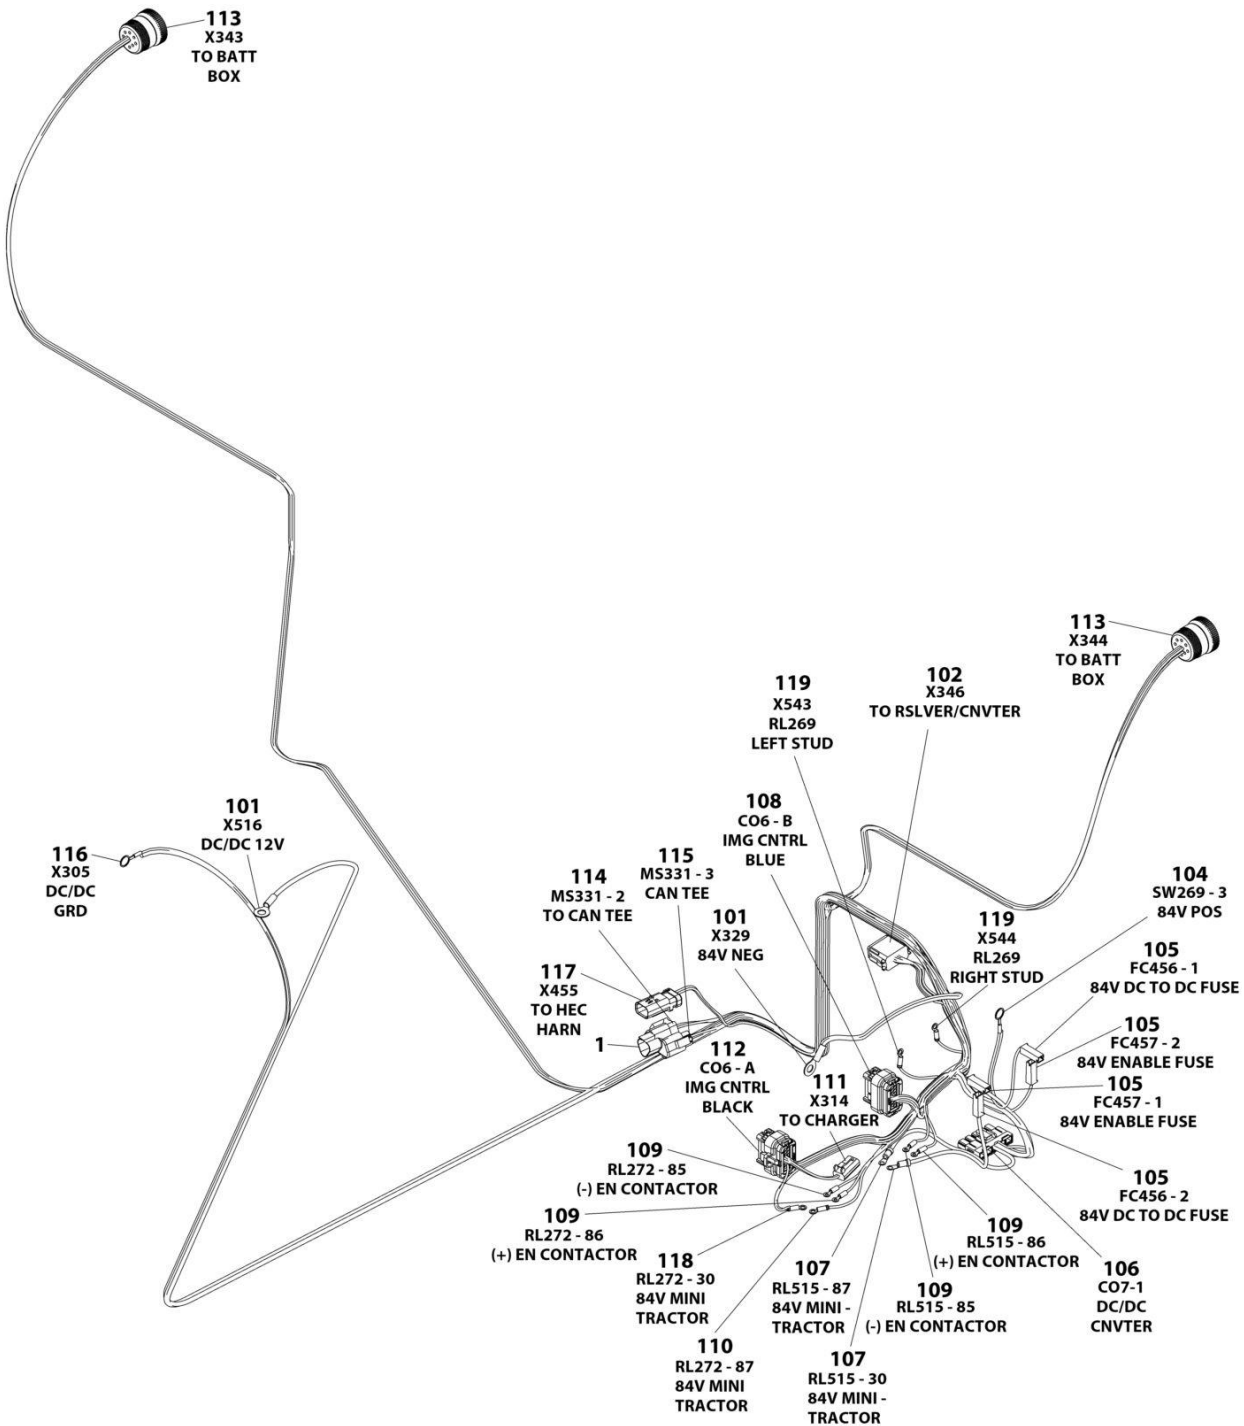 113
X343
TO BATT
BOX
113
X344
TO BATT
BOX
119
X543
RL269
LEFT STUD
102
X346
TO RSLVER/CNVTER
108
CO6 - B
IMG CNTRL
BLUE
101
X516
DC/DC 12V
116
X305
DC/DC
GRD
115
MS331 - 3
CAN TEE
114
MS331 - 2
TO CAN TEE
101
X329
84V NEG
104
SW269 - 3
84V POS
119
X544
RL269
RIGHT STUD
105
FC456 - 1
84V DC TO DC FUSE
117
X455
TO HEC
HARN
1
105
FC457 - 2
84V ENABLE FUSE
112
CO6 - A
IMG CNTRL
BLACK
111
X314
TO CHARGER
105
FC457 - 1
84V ENABLE FUSE
109
RL272 - 85
(-) EN CONTACTOR
105
FC456 - 2
84V DC TO DC FUSE
109
RL272 - 86
(+) EN CONTACTOR
109
RL515 - 86
(+) EN CONTACTOR
118
RL272 - 30
84V MINI
TRACTOR
107
RL515 - 87
84V MINI -
TRACTOR
109
RL515 - 85
(-) EN CONTACTOR
106
CO7-1
DC/DC
CNVTER
110
RL272 - 87
84V MINI
TRACTOR
107
RL515 - 30
84V MINI -
TRACTOR